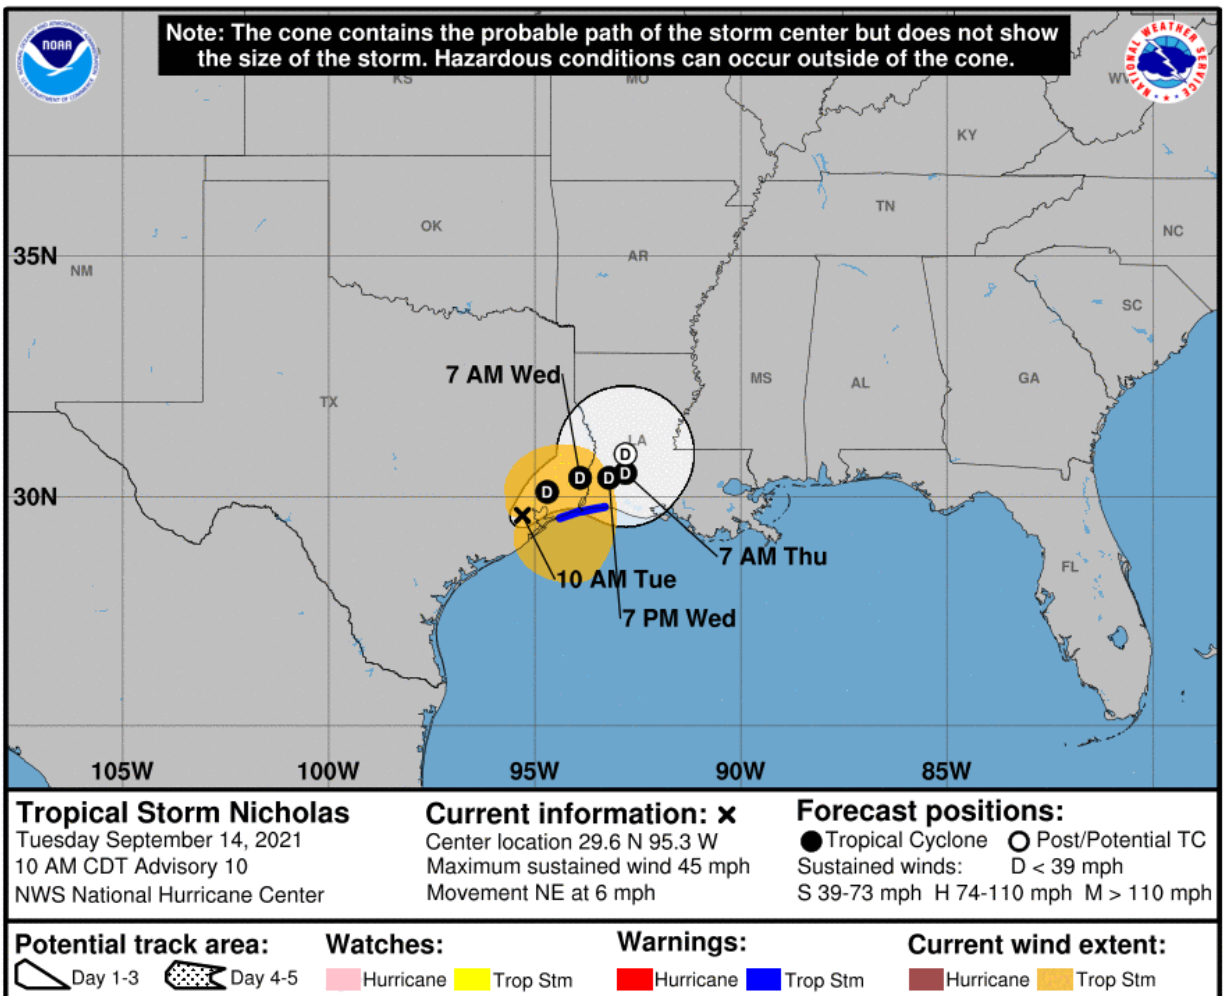 Note: The cone contains the probable path of the storm center but does not show
the size of the storm. Hazardous conditions can occur outside of the cone.
NOAA
NATIONAL WEATHER SERVICE
KS
MO
WV
KY
OK
TN
NC
35N
NM
AR
SC
7 AM Wed
TX
MS
AL
GA
LA
D
D
D
D
D
30N
7 AM Thu
10 AM Tue
FL
7 PM Wed
105W
100W
95W
90W
85W
Tropical Storm Nicholas
Tuesday September 14, 2021
10 AM CDT Advisory 10
NWS National Hurricane Center
Current information: ✕
Center location 29.6 N 95.3 W
Maximum sustained wind 45 mph
Movement NE at 6 mph
Forecast positions:
Tropical Cyclone Post/Potential TC
Sustained winds: D < 39 mph
S 39-73 mph H 74-110 mph M > 110 mph
Potential track area:
Day 1-3 Day 4-5
Watches:
Hurricane Trop Stm
Warnings:
Hurricane Trop Stm
Current wind extent:
Hurricane Trop Stm